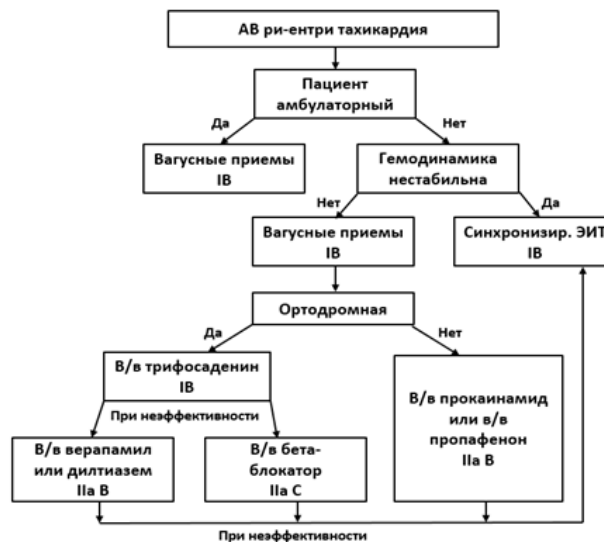 АВ ри-ентри тахикардия
Пациент
амбулаторный
Да
Нет
Вагусные приемы
IB
Гемодинамика
нестабильна
Нет
Да
Вагусные приемы
IB
Синхронизир. ЭИТ
IB
Ортодромная
Да
Нет
В/в трифосаденин
IB
При неэффективности
В/в верапамил
или дилтиазем
IIa B
В/в бета-
блокатор
IIa C
В/в прокаинамид
или в/в
пропафенон
IIa B
При неэффективности